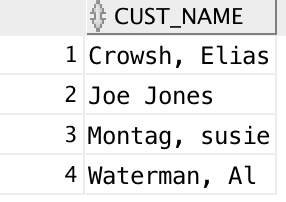 CUST_NAME
1 Crowsh, Elias
2 Joe Jones
3 Montag, susie
4 Waterman, Al